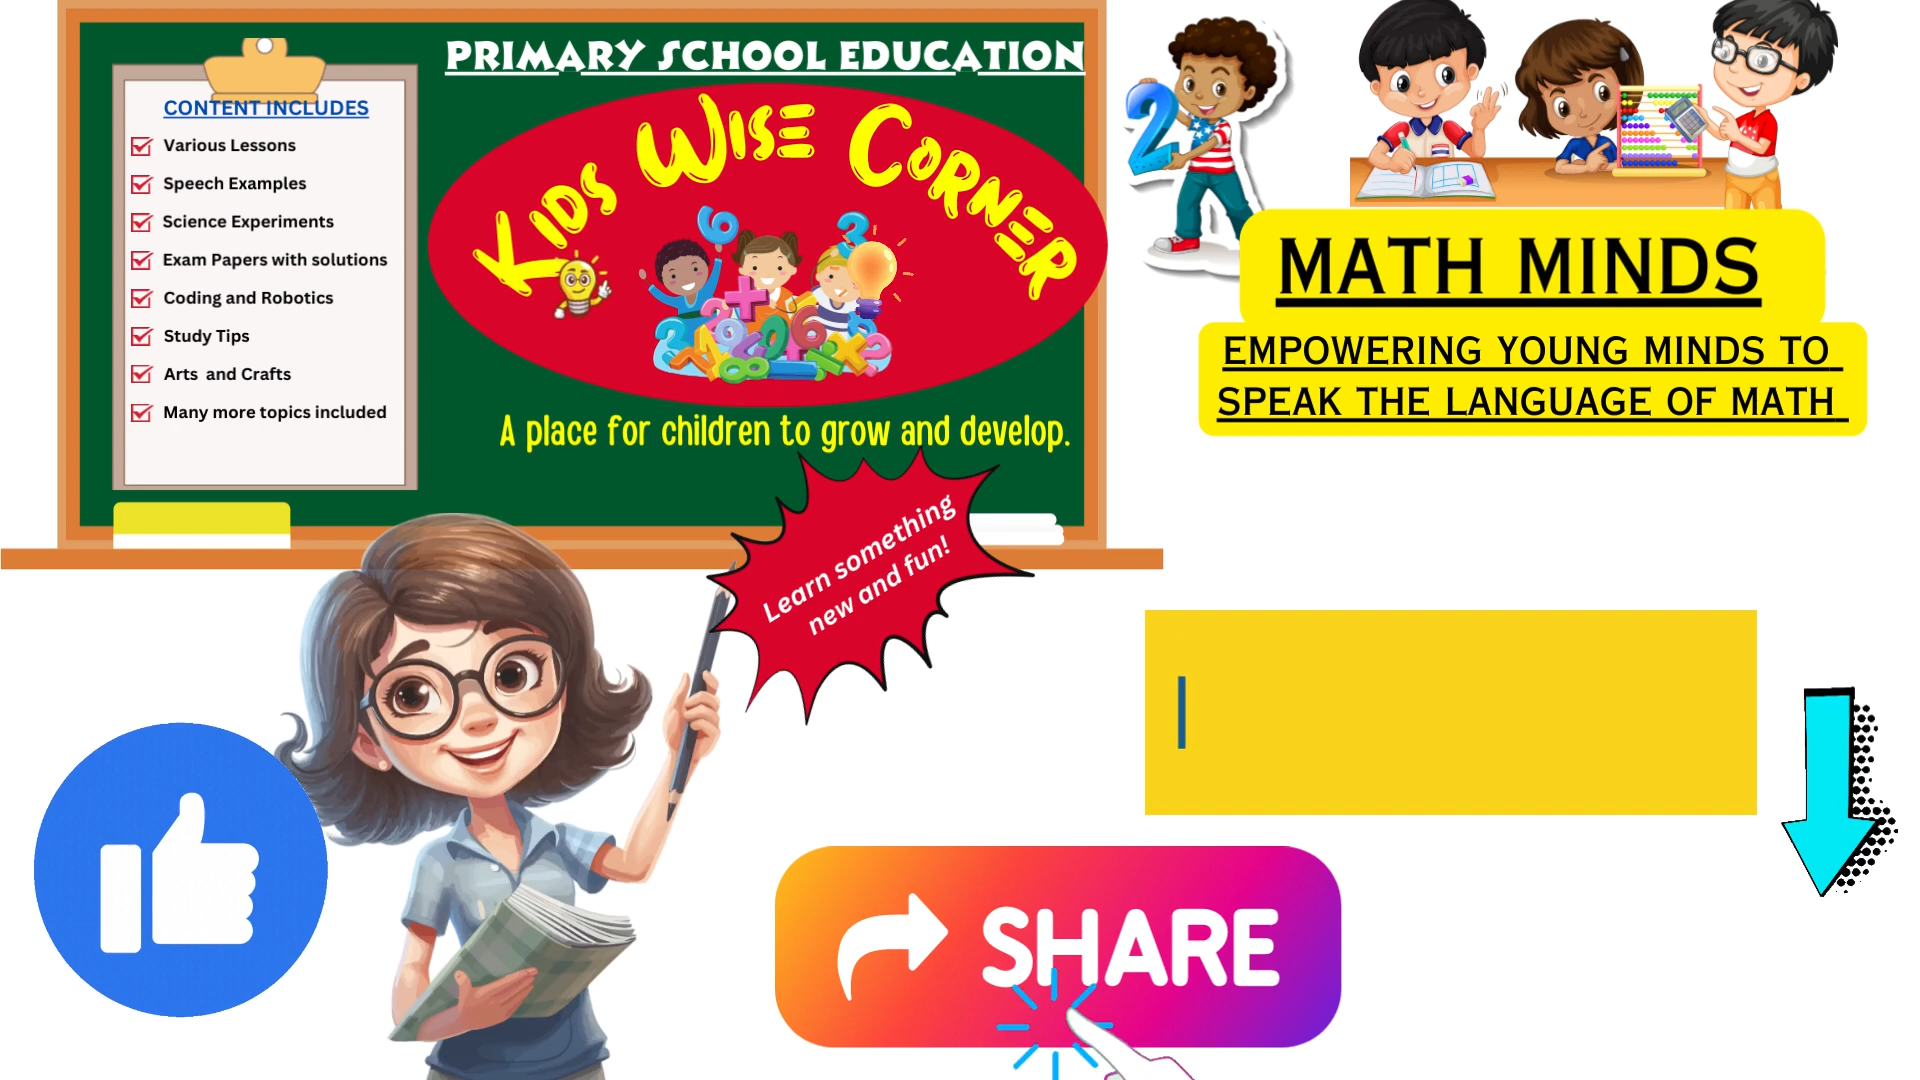 PRIMARY SCHOOL EDUCATION
CONTENT INCLUDES
Various Lessons
Speech Examples
Science Experiments
Exam Papers with solutions
Coding and Robotics
Study Tips
Arts and Crafts
Many more topics included
KIDS WISE CORNER
A place for children to grow and develop.
Learn something
new and fun!
MATH MINDS
EMPOWERING YOUNG MINDS TO
SPEAK THE LANGUAGE OF MATH
SHARE